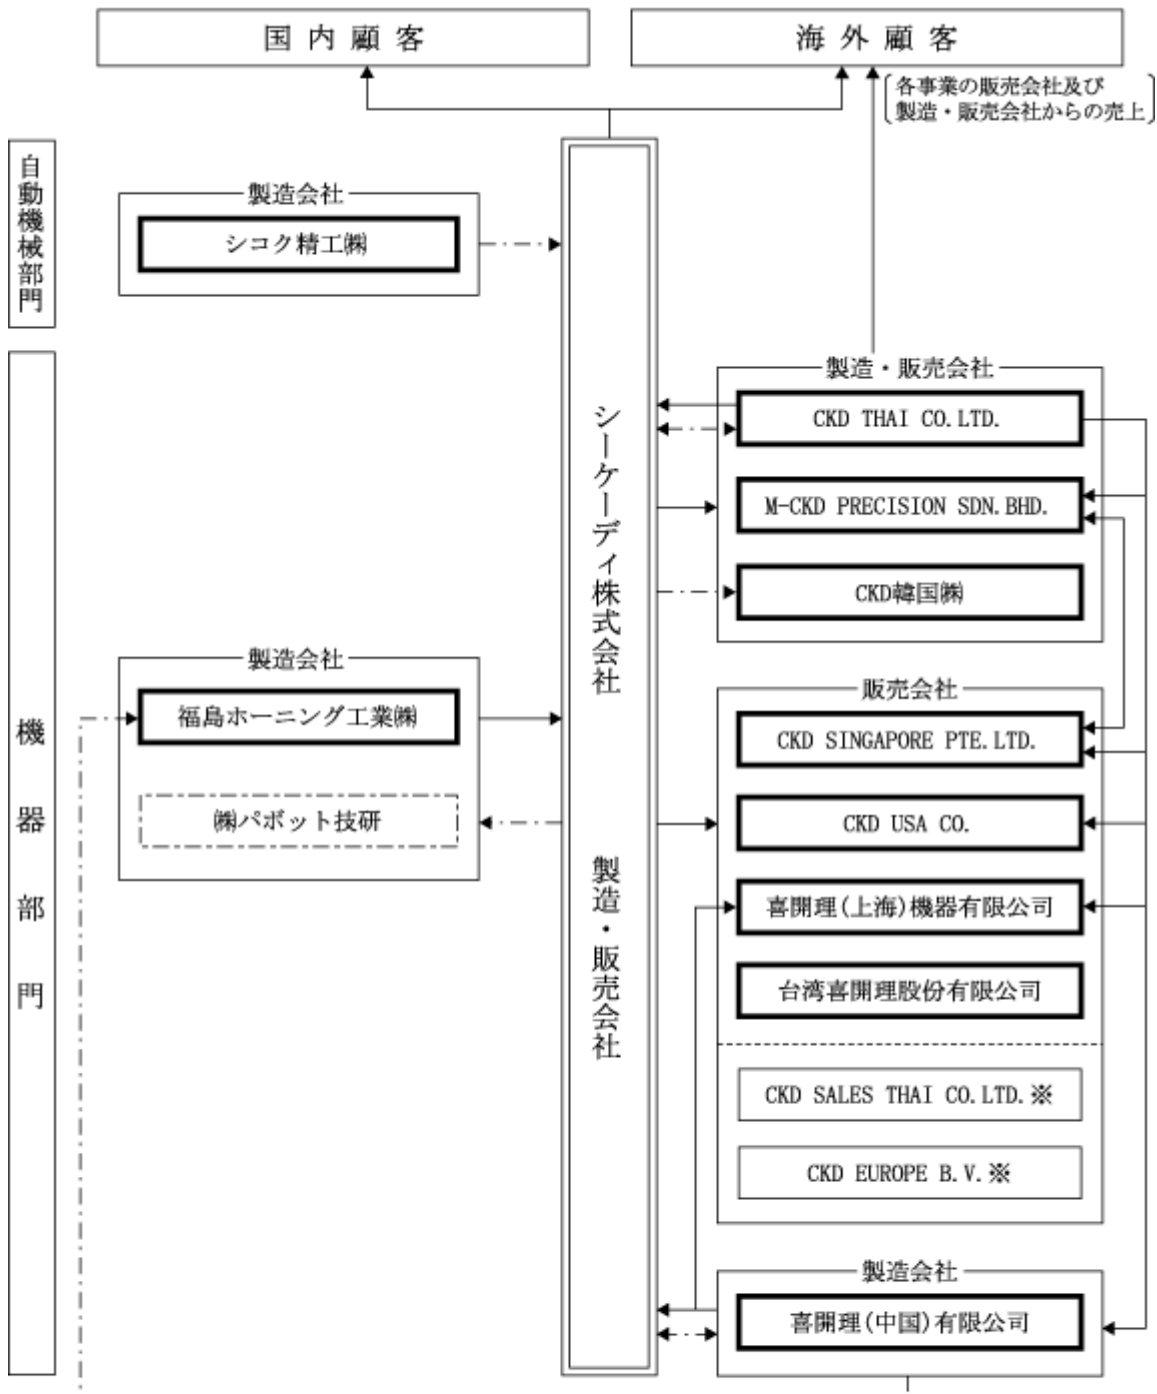 国内顧客
海外顧客
各事業の販売会社及び
製造・販売会社からの売上
自動機械部門
製造会社
シコク精工㈱
シーケーディ株式会社
製造・販売会社
製造・販売会社
CKD THAI CO.LTD.
M-CKD PRECISION SDN.BHD.
CKD韓国㈱
機器部門
製造会社
福島ホーニング工業㈱
㈱パボット技研
販売会社
CKD SINGAPORE PTE.LTD.
CKD USA CO.
喜開理(上海)機器有限公司
台湾喜開理股份有限公司
CKD SALES THAI CO.LTD.※
CKD EUROPE B.V.※
製造会社
喜開理(中国)有限公司